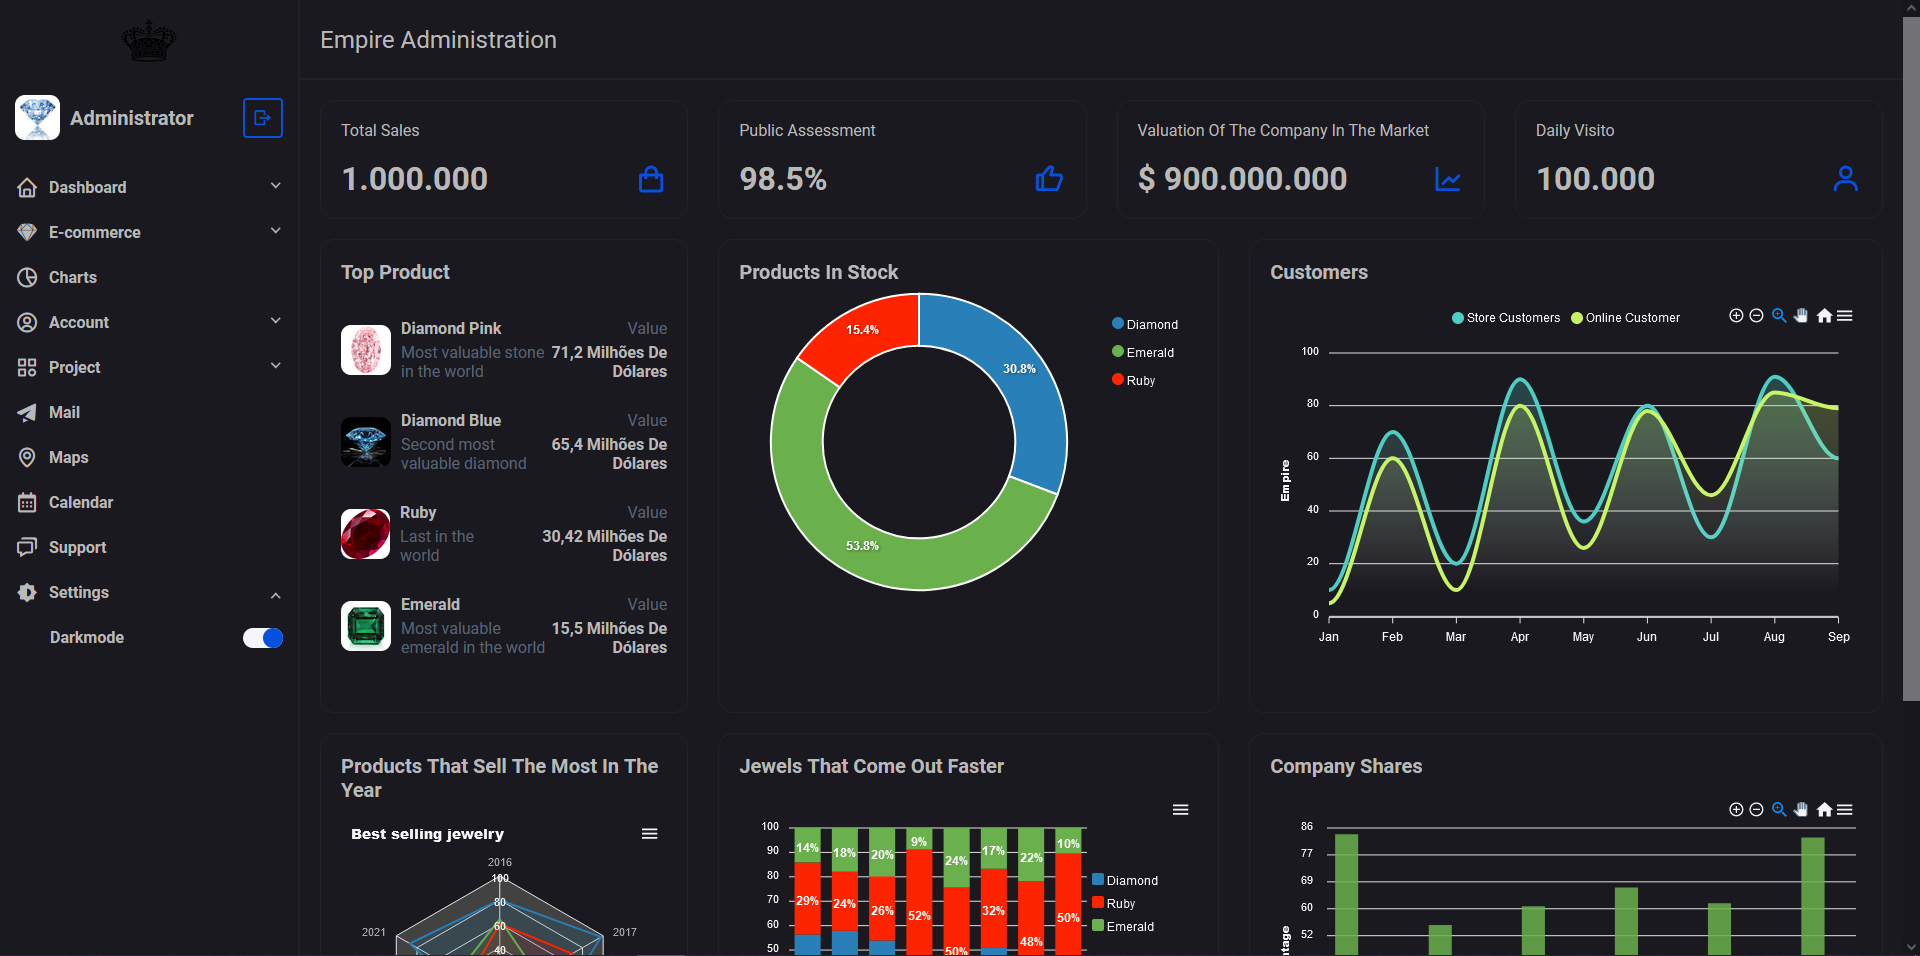 Empire Administration
Administrator
Dashboard
E-commerce
Charts
Account
Project
Mail
Maps
Calendar
Support
Settings
Darkmode
Total Sales
1.000.000
Public Assessment
98.5%
Valuation Of The Company In The Market
$ 900.000.000
Daily Visito
100.000
Top Product
Diamond Pink Value
Most valuable stone 71,2 Milhões De
in the world Dólares
Diamond Blue Value
Second most 65,4 Milhões De
valuable diamond Dólares
Ruby Value
Last in the 30,42 Milhões De
world Dólares
Emerald Value
Most valuable 15,5 Milhões De
emerald in the world Dólares
Products In Stock
15.4%
30.8%
53.8%
Diamond
Emerald
Ruby
Customers
Store Customers Online Customer
100
80
60
40
20
0
Empire
Jan Feb Mar Apr May Jun Jul Aug Sep
Products That Sell The Most In The
Year
Best selling jewelry
2016
100
80
60
40
2021 2017
Jewels That Come Out Faster
100
90
80
70
60
50
14% 18% 20% 9% 24% 17% 22% 10%
29% 24% 26% 52% 50% 32% 48% 50%
Diamond
Ruby
Emerald
Company Shares
86
77
69
60
52